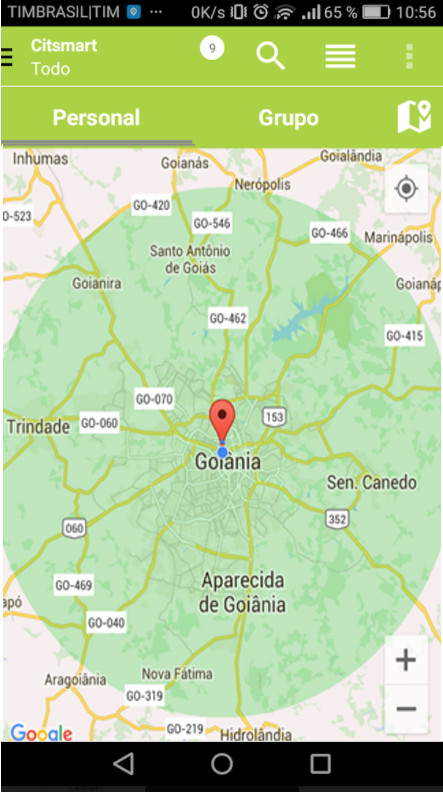 TIMBRASIL|TIM ... 0K/s 65 % 10:56
Citsmart
Todo
9
Personal
Grupo
Inhumas
Goianás
Goialândia
Nerópolis
GO-420
0-523
GO-546
GO-466
Marinápolis
Santo Antônio
de Goiás
Goianira
Goianáp
GO-462
GO-415
GO-070
153
Trindade
GO-060
Goiânia
Sen. Canedo
352
060
GO-469
Aparecida
de Goiânia
apó
GO-040
Nova Fátima
Aragoiânia
GO-319
GO-219
Hidrolândia
Google